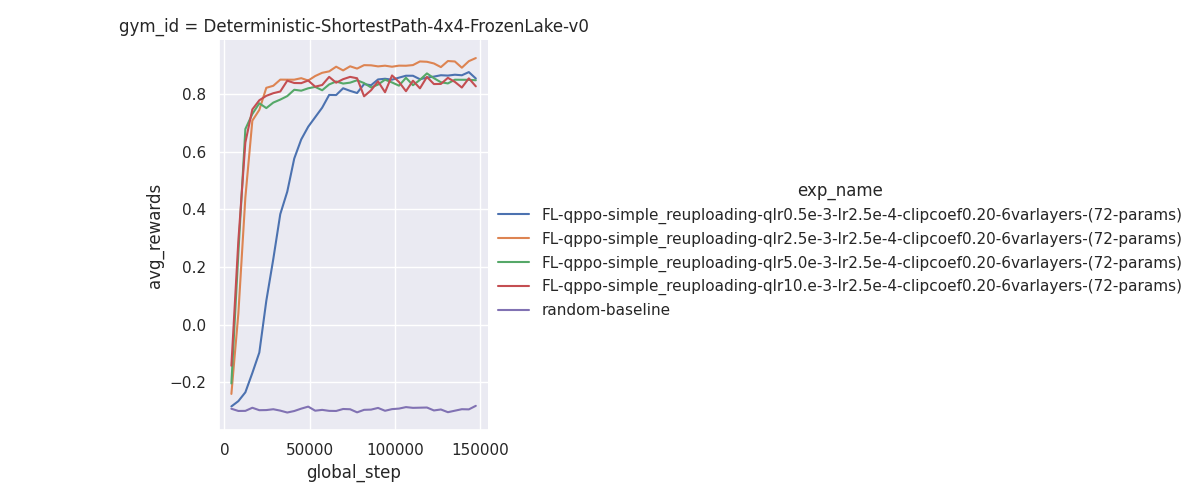 gym_id = Deterministic-ShortestPath-4x4-FrozenLake-v0
0.8
0.6
0.4
0.2
0.0
−0.2
avg_rewards
0 50000 100000 150000
global_step
exp_name
FL-qppo-simple_reuploading-qlr0.5e-3-lr2.5e-4-clipcoef0.20-6varlayers-(72-params)
FL-qppo-simple_reuploading-qlr2.5e-3-lr2.5e-4-clipcoef0.20-6varlayers-(72-params)
FL-qppo-simple_reuploading-qlr5.0e-3-lr2.5e-4-clipcoef0.20-6varlayers-(72-params)
FL-qppo-simple_reuploading-qlr10.e-3-lr2.5e-4-clipcoef0.20-6varlayers-(72-params)
random-baseline